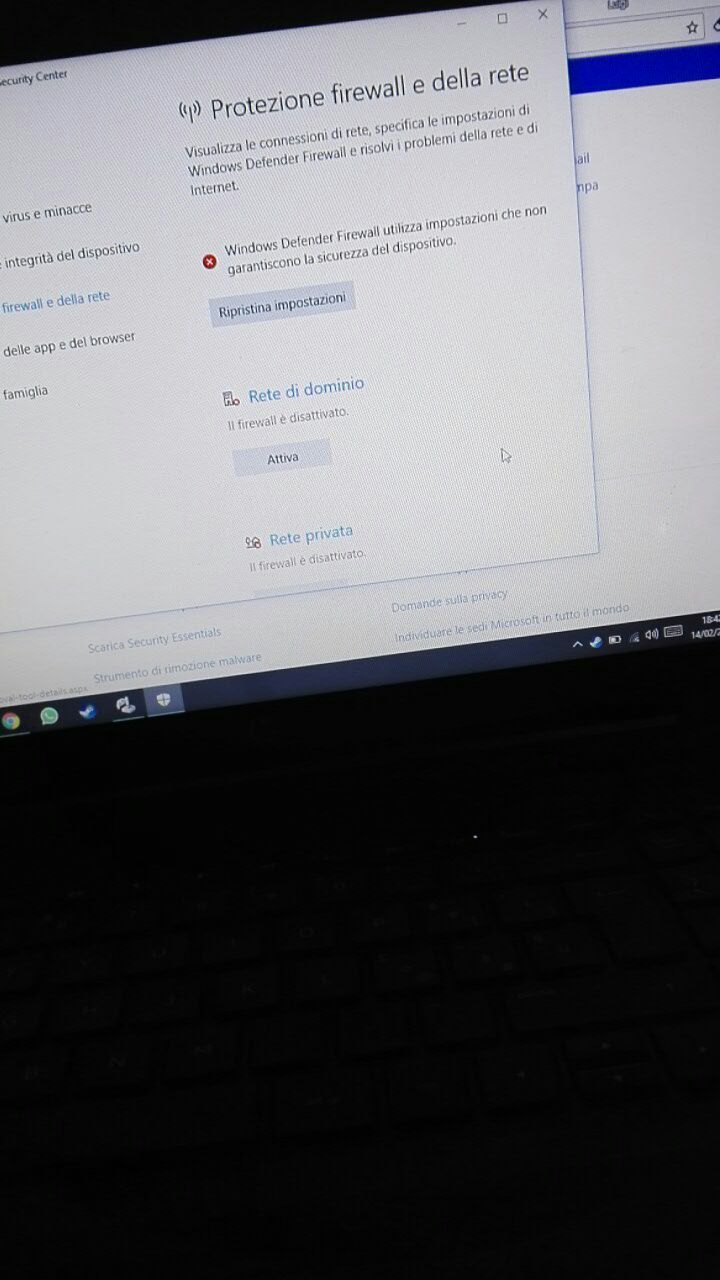 ecurity Center
Protezione firewall e della rete
Visualizza le connessioni di rete, specifica le impostazioni di
Windows Defender Firewall e risolvi i problemi della rete e di
Internet.
virus e minacce
integrità del dispositivo
firewall e della rete
delle app e del browser
famiglia
Windows Defender Firewall utilizza impostazioni che non
garantiscono la sicurezza del dispositivo.
Ripristina impostazioni
Rete di dominio
Il firewall è disattivato.
Attiva
Rete privata
Il firewall è disattivato.
ail
mpa
Scarica Security Essentials
Strumento di rimozione malware
Domande sulla privacy
Individuare le sedi Microsoft in tutto il mondo
oval-tool-details.aspx
18:4
14/02/2